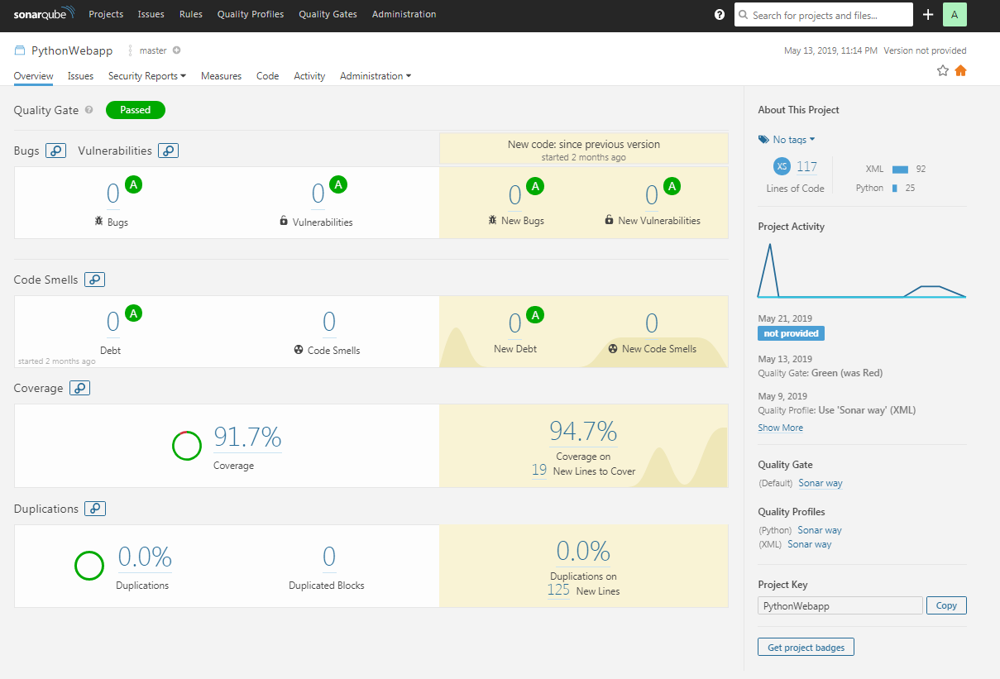 sonarqube Projects Issues Rules Quality Profiles Quality Gates Administration ? Search for projects and files... + A
PythonWebapp master May 13, 2019, 11:14 PM Version not provided
Overview Issues Security Reports Measures Code Activity Administration
Quality Gate ? Passed
Bugs Vulnerabilities
New code: since previous version
started 2 months ago
0 A 0 A 0 A 0 A
Bugs Vulnerabilities New Bugs New Vulnerabilities
Code Smells
0 A 0 0 A 0
Debt Code Smells New Debt New Code Smells
started 2 months ago
Coverage
91.7%
Coverage
94.7%
Coverage on
19 New Lines to Cover
Duplications
0.0% 0
Duplications Duplicated Blocks
0.0%
Duplications on
125 New Lines
About This Project
No tags
XS 117
Lines of Code
XML 92
Python 25
Project Activity
May 21, 2019
not provided
May 13, 2019
Quality Gate: Green (was Red)
May 9, 2019
Quality Profile: Use 'Sonar way' (XML)
Show More
Quality Gate
(Default) Sonar way
Quality Profiles
(Python) Sonar way
(XML) Sonar way
Project Key
PythonWebapp Copy
Get project badges